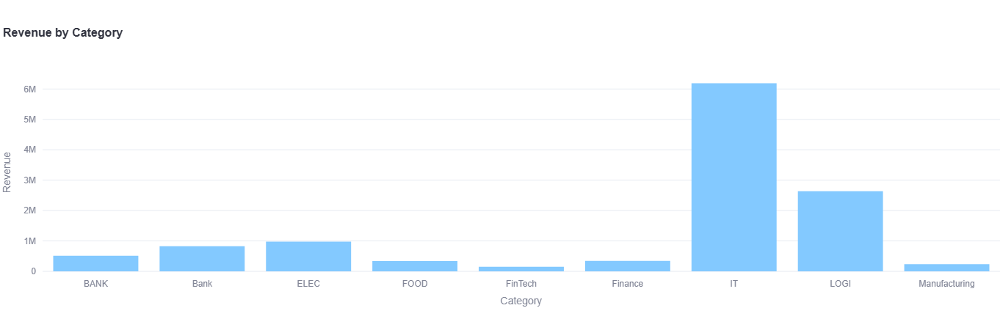 Revenue by Category
6M
5M
4M
3M
2M
1M
0
Revenue
BANK Bank ELEC FOOD FinTech Finance IT LOGI Manufacturing
Category